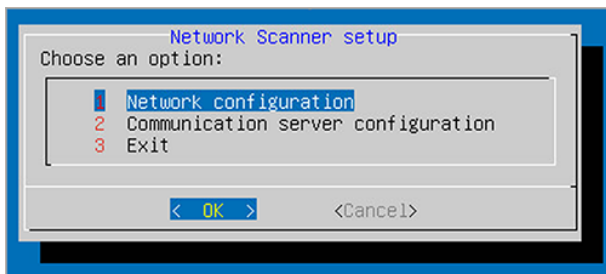 Network Scanner setup
Choose an option:
1 Network configuration
2 Communication server configuration
3 Exit
< OK > <Cancel>